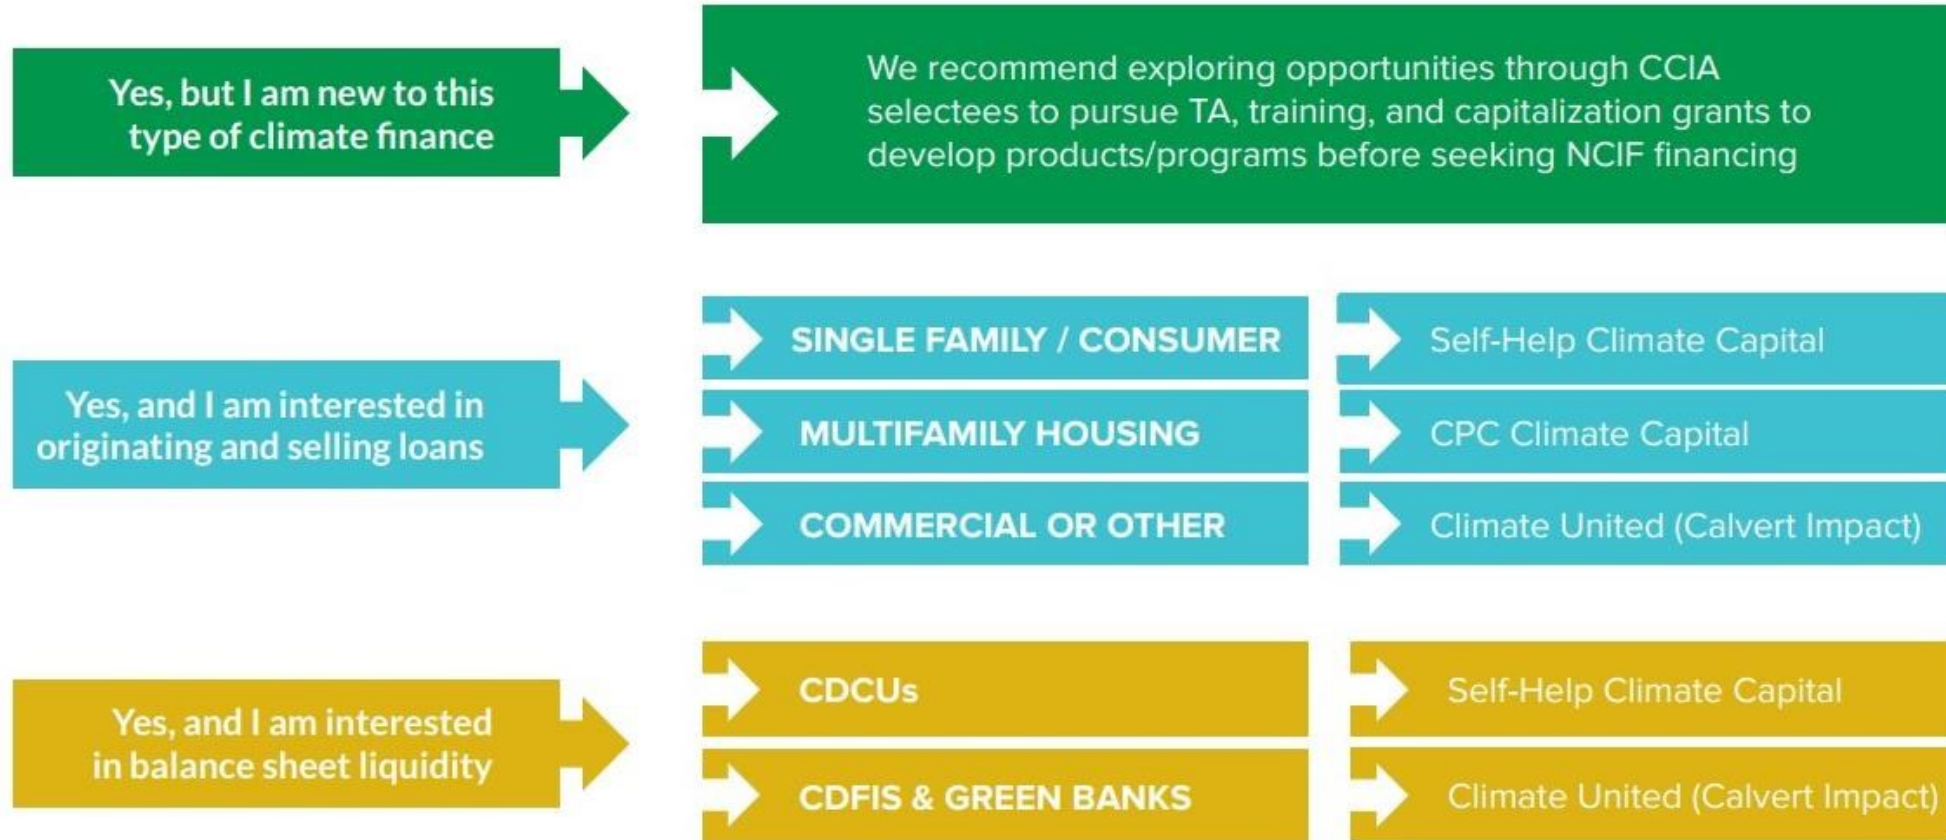 Yes, but I am new to this
type of climate finance
We recommend exploring opportunities through CCIA
selectees to pursue TA, training, and capitalization grants to
develop products/programs before seeking NCIF financing
Yes, and I am interested in
originating and selling loans
SINGLE FAMILY / CONSUMER
Self-Help Climate Capital
MULTIFAMILY HOUSING
CPC Climate Capital
COMMERCIAL OR OTHER
Climate United (Calvert Impact)
Yes, and I am interested
in balance sheet liquidity
CDCUs
Self-Help Climate Capital
CDFIS & GREEN BANKS
Climate United (Calvert Impact)